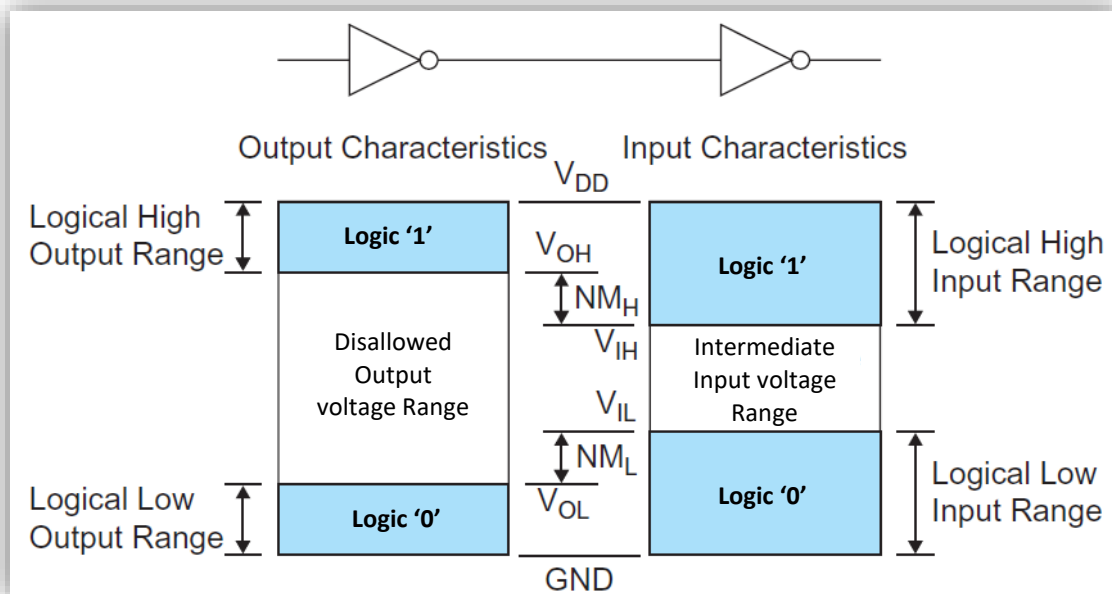 Output Characteristics
Input Characteristics
V_DD
Logical High
Output Range
Logic ‘1’
V_OH
NM_H
V_IH
Logic ‘1’
Logical High
Input Range
Disallowed
Output
voltage Range
Intermediate
Input voltage
Range
V_IL
NM_L
V_OL
Logical Low
Output Range
Logic ‘0’
Logic ‘0’
Logical Low
Input Range
GND